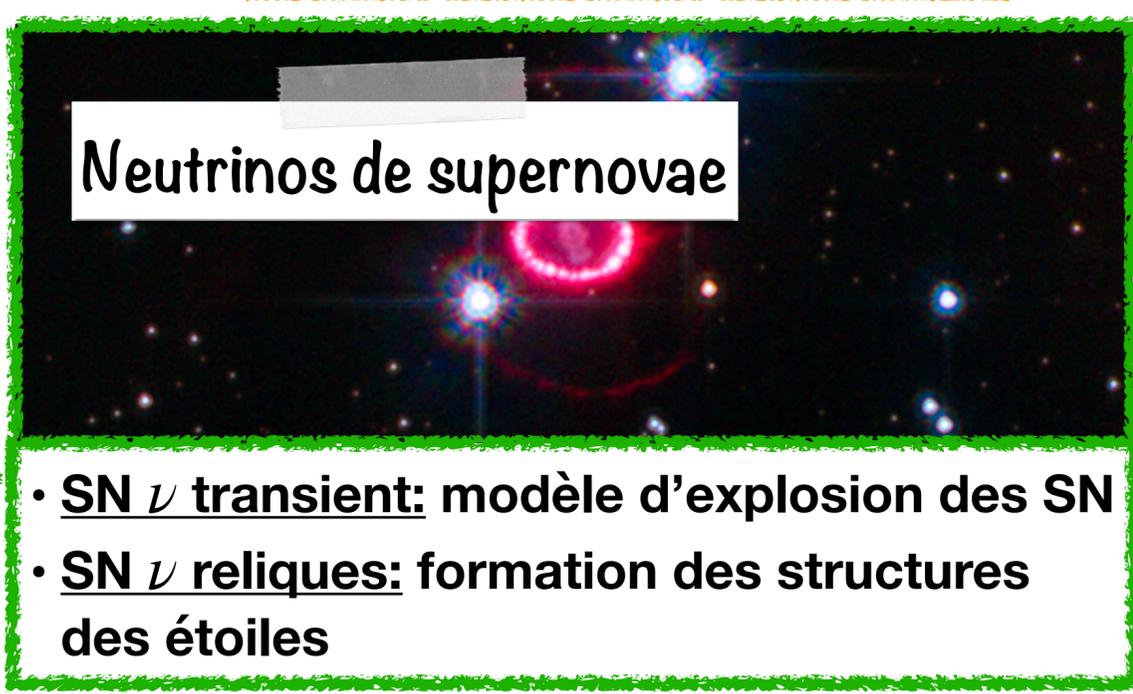 Neutrinos de supernovae
• SN ν transient: modèle d’explosion des SN
• SN ν reliques: formation des structures
des étoiles